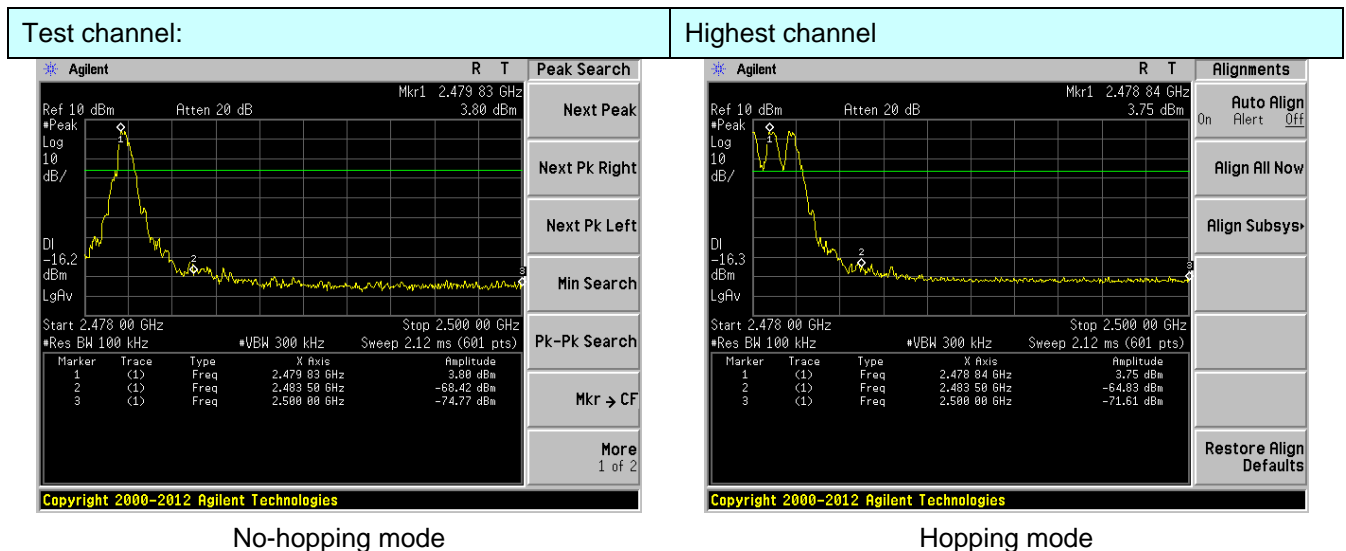 Test channel: Highest channel
Agilent R T Peak Search
Mkr1 2.479 83 GHz
Ref 10 dBm Atten 20 dB 3.80 dBm
#Peak
Log
10
dB/
DI
-16.2
dBm
LgAv
1
2
3
Start 2.478 00 GHz Stop 2.500 00 GHz
#Res BW 100 kHz #VBW 300 kHz Sweep 2.12 ms (601 pts)
Marker Trace Type X Axis Amplitude
1 (1) Freq 2.479 83 GHz 3.80 dBm
2 (1) Freq 2.483 50 GHz -68.42 dBm
3 (1) Freq 2.500 00 GHz -74.77 dBm
Next Peak
Next Pk Right
Next Pk Left
Min Search
Pk-Pk Search
Mkr → CF
More
1 of 2
Copyright 2000-2012 Agilent Technologies
No-hopping mode
Agilent R T Alignments
Mkr1 2.478 84 GHz
Ref 10 dBm Atten 20 dB 3.75 dBm
#Peak
Log
10
dB/
DI
-16.3
dBm
LgAv
1
2
3
Start 2.478 00 GHz Stop 2.500 00 GHz
#Res BW 100 kHz #VBW 300 kHz Sweep 2.12 ms (601 pts)
Marker Trace Type X Axis Amplitude
1 (1) Freq 2.478 84 GHz 3.75 dBm
2 (1) Freq 2.483 50 GHz -64.83 dBm
3 (1) Freq 2.500 00 GHz -71.61 dBm
Auto Align
On Alert Off
Align All Now
Align Subsys
Restore Align
Defaults
Copyright 2000-2012 Agilent Technologies
Hopping mode